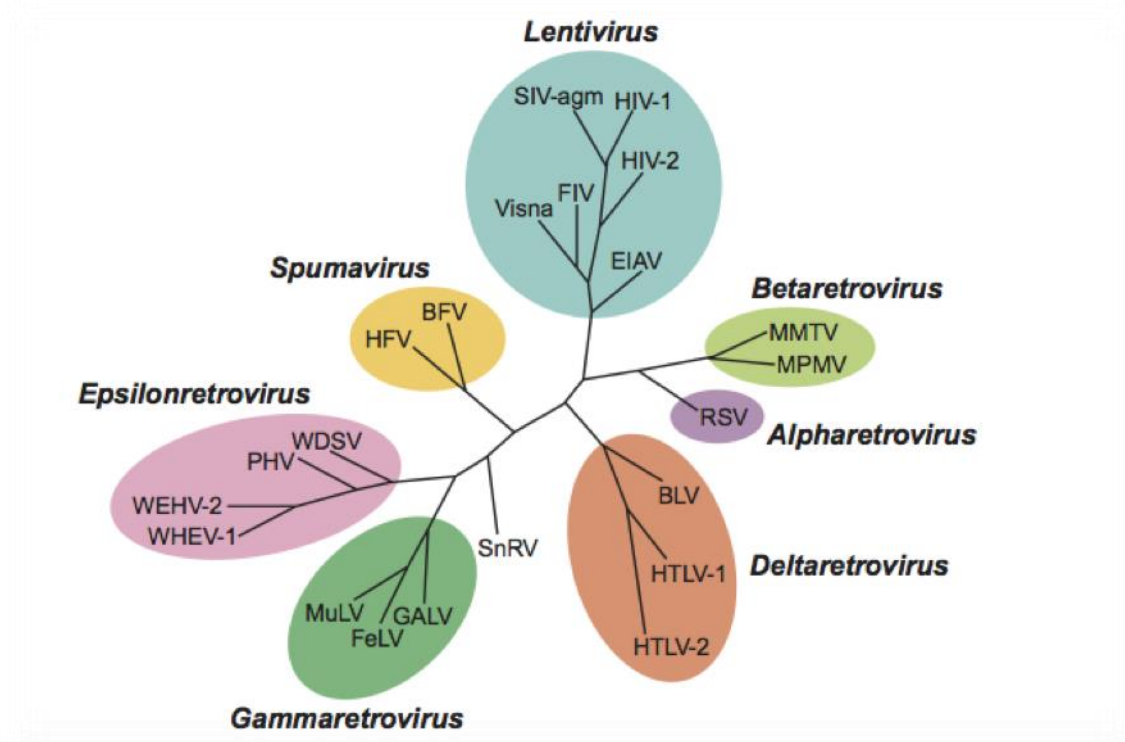 Lentivirus
SIV-agm
HIV-1
HIV-2
FIV
Visna
EIAV
Spumavirus
BFV
HFV
Betaretrovirus
MMTV
MPMV
RSV
Alpharetrovirus
Epsilonretrovirus
WDSV
PHV
WEHV-2
WHEV-1
SnRV
BLV
HTLV-1
HTLV-2
Deltaretrovirus
MuLV
GALV
FeLV
Gammaretrovirus